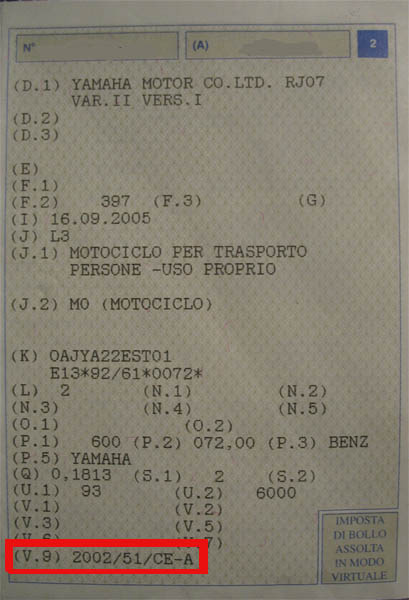 N° (A) 2
(D.1) YAMAHA MOTOR CO.LTD. RJ07
VAR.II VERS.I
(D.2)
(D.3)
(E)
(F.1)
(F.2) 397 (F.3) (G)
(I) 16.09.2005
(J) L3
(J.1) MOTOCICLO PER TRASPORTO
PERSONE -USO PROPRIO
(J.2) MO (MOTOCICLO)
(K) OAJYA22EST01
E13*92/61*0072*
(L) 2 (N.1) (N.2)
(N.3) (N.4) (N.5)
(O.1) (O.2)
(P.1) 600 (P.2) 072,00 (P.3) BENZ
(P.5) YAMAHA
(Q) 0,1813 (S.1) 2 (S.2)
(U.1) 93 (U.2) 6000
(V.1) (V.2)
(V.3) (V.5)
(V.6) (V.7)
(V.9) 2002/51/CE-A
IMPOSTA
DI BOLLO
ASSOLTA
IN MODO
VIRTUALE